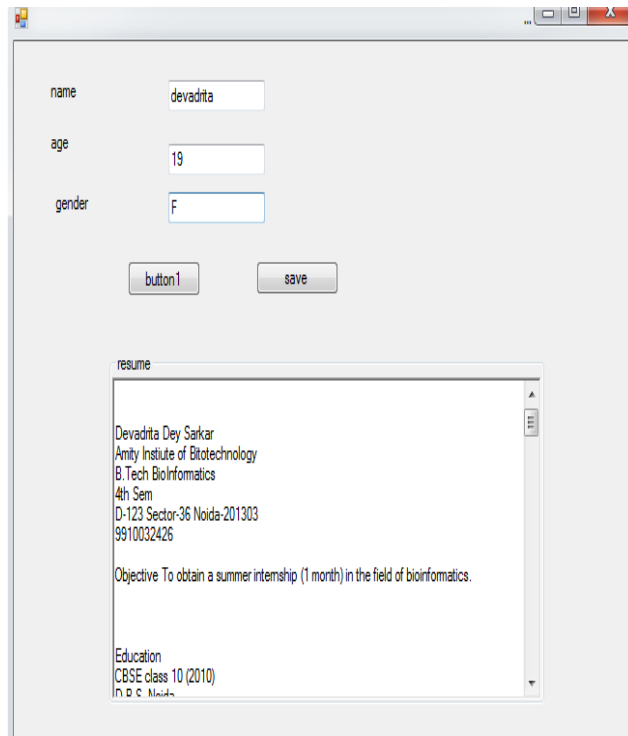 ...
name
devadrita
age
19
gender
F
button1
save
resume
Devadrita Dey Sarkar
Amity Instiute of Bitotechnology
B.Tech BioInformatics
4th Sem
D-123 Sector-36 Noida-201303
9910032426
Objective To obtain a summer internship (1 month) in the field of bioinformatics.
Education
CBSE class 10 (2010)
D.P.S. Noida